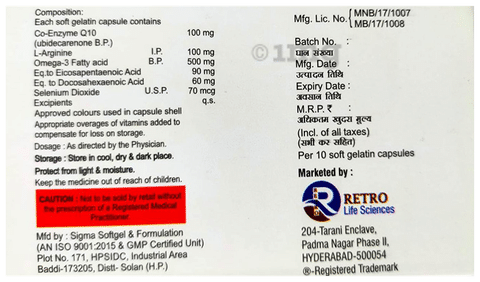 Composition:
Each soft gelatin capsule contains
Co-Enzyme Q10 100 mg
(ubidecarenone B.P.)
L-Arginine I.P. 100 mg
Omega-3 Fatty acid B.P. 500 mg
Eq.to Eicosapentaenoic Acid 90 mg
Eq. to Docosahexaenoic Acid 60 mg
Selenium Dioxide U.S.P. 70 mcg
Excipients q.s.
Approved colours used in capsule shell
Appropriate overages of vitamins added to
compensate for loss on storage.
Dosage : As directed by the Physician.
Storage : Store in cool, dry & dark place.
Protect from light & moisture.
Keep the medicine out of reach of children.
CAUTION : Not to be sold by retail without
the prescription of a Registered Medical
Practitioner.
Mfd by : Sigma Softgel & Formulation
(AN ISO 9001:2015 & GMP Certified Unit)
Plot No. 171, HPSIDC, Industrial Area
Baddi-173205, Distt- Solan (H.P.)
Mfg. Lic. No. MNB/17/1007
MB/17/1008
Batch No. :
घान संख्या
Mfg. Date :
उत्पादन तिथि
Expiry Date :
अवसान तिथि
M.R.P. ₹ :
अधिकतम खुदरा मूल्य
(Incl. of all taxes)
(सभी कर सहित)
Per 10 soft gelatin capsules
Marketed by :
RETRO
Life Sciences
204-Tarani Enclave,
Padma Nagar Phase II,
HYDERABAD-500054
®-Registered Trademark